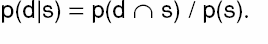 p(d|s) = p(d ∩ s) / p(s).